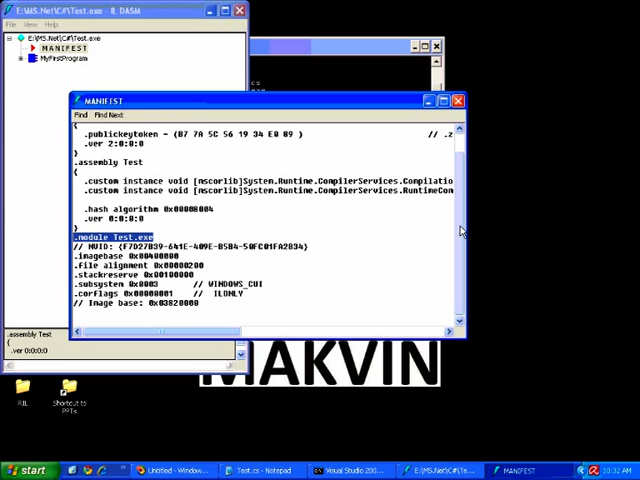 E:\MS.Net\C#\Test.exe - IL DASM
File View Help
E:\MS.Net\C#\Test.exe
MANIFEST
MyFirstProgram
MANIFEST
Find Find Next
{
.publickeytoken = (B7 7A 5C 56 19 34 E0 89 ) // .z
.ver 2:0:0:0
}
.assembly Test
{
.custom instance void [mscorlib]System.Runtime.CompilerServices.Compilatio
.custom instance void [mscorlib]System.Runtime.CompilerServices.RuntimeCom
.hash algorithm 0x00008004
.ver 0:0:0:0
}
.module Test.exe
// MVID: {F7D27B39-641E-409E-B5B4-50FC01FA2B34}
.imagebase 0x00400000
.file alignment 0x00000200
.stackreserve 0x00100000
.subsystem 0x0003 // WINDOWS_CUI
.corflags 0x00000001 // ILONLY
// Image base: 0x03820000
.assembly Test
{
.ver 0:0:0:0
MAKVIN
RIL
Shortcut to PPTs
start
Untitled - Window...
Test.cs - Notepad
Visual Studio 200...
E:\MS.Net\C#\Te...
MANIFEST
10:32 AM